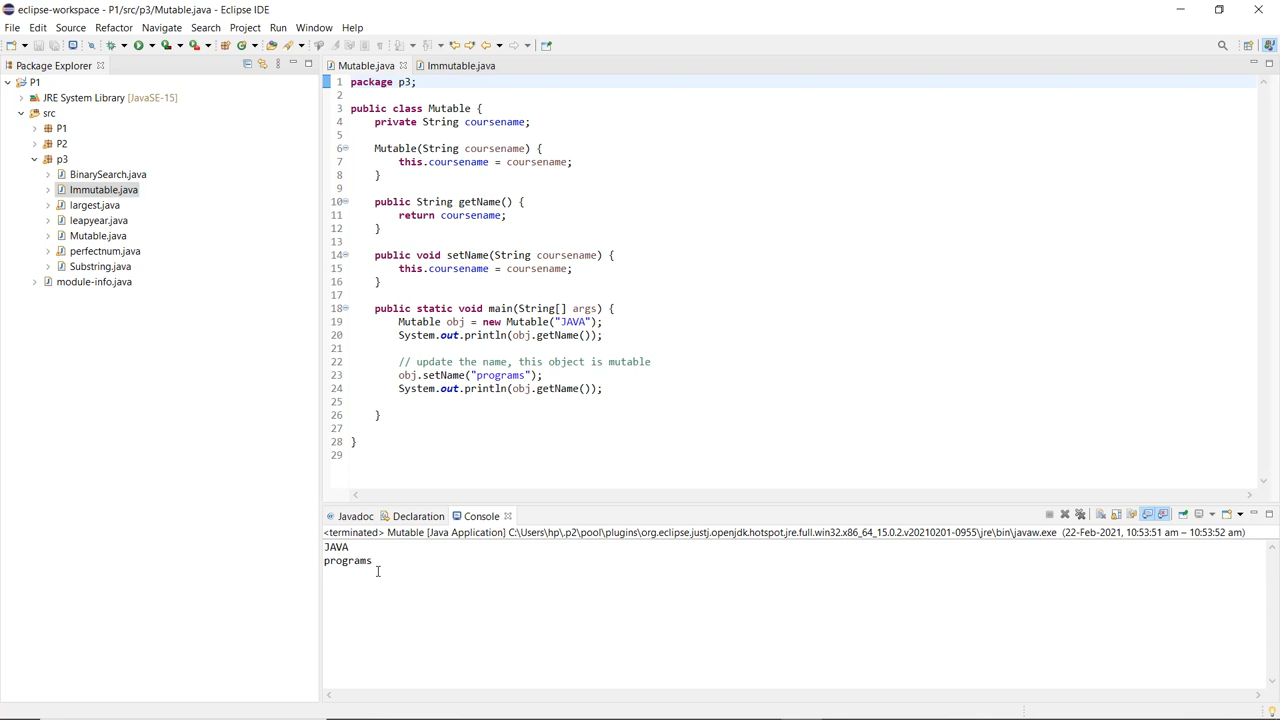 eclipse-workspace - P1/src/p3/Mutable.java - Eclipse IDE
File Edit Source Refactor Navigate Search Project Run Window Help
Package Explorer
P1
JRE System Library [JavaSE-15]
src
P1
P2
p3
BinarySearch.java
Immutable.java
largest.java
leapyear.java
Mutable.java
perfectnum.java
Substring.java
module-info.java
Mutable.java Immutable.java
1 package p3;
2
3 public class Mutable {
4 private String coursename;
5
6 Mutable(String coursename) {
7 this.coursename = coursename;
8 }
9
10 public String getName() {
11 return coursename;
12 }
13
14 public void setName(String coursename) {
15 this.coursename = coursename;
16 }
17
18 public static void main(String[] args) {
19 Mutable obj = new Mutable("JAVA");
20 System.out.println(obj.getName());
21
22 // update the name, this object is mutable
23 obj.setName("programs");
24 System.out.println(obj.getName());
25
26 }
27
28 }
29
Javadoc Declaration Console
<terminated> Mutable [Java Application] C:\Users\hp\.p2\pool\plugins\org.eclipse.justj.openjdk.hotspot.jre.full.win32.x86_64_15.0.2.v20210201-0955\jre\bin\javaw.exe (22-Feb-2021, 10:53:51 am – 10:53:52 am)
JAVA
programs